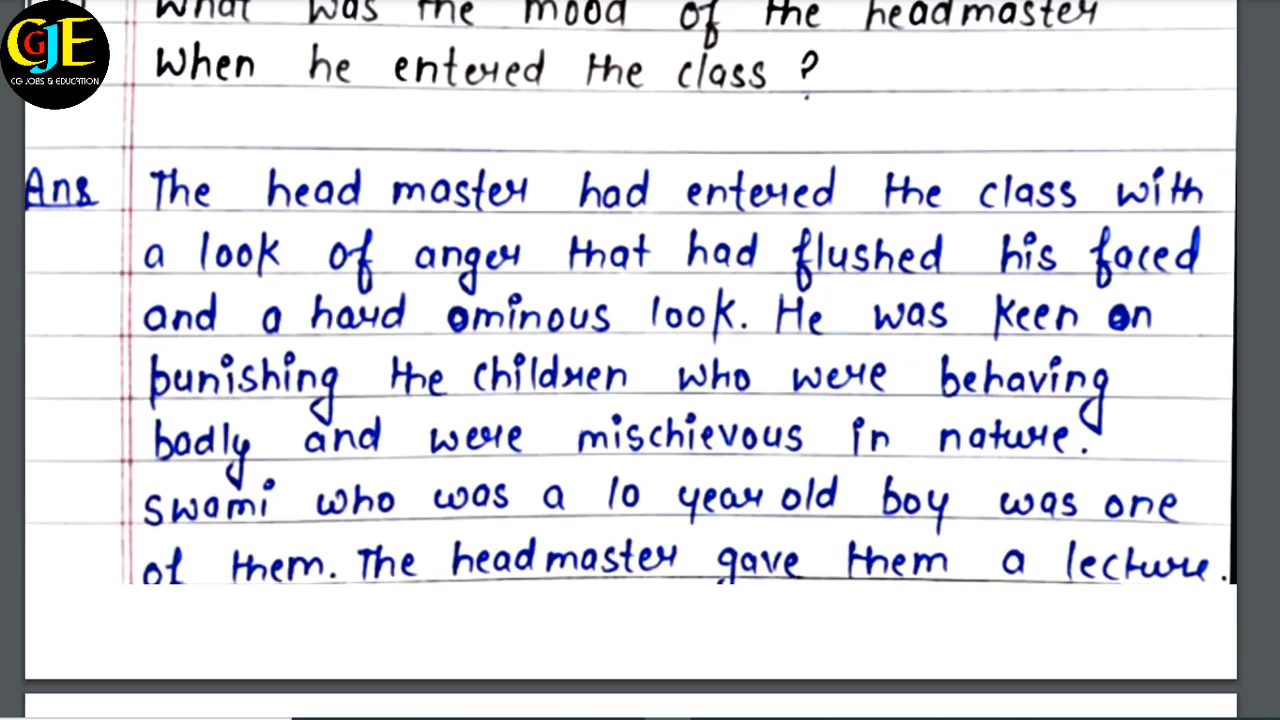 What was the mood of the headmaster
When he entered the class ?
CGJE
CG JOBS & EDUCATION
Ans The head master had entered the class with
a look of anger that had flushed his faced
and a hard ominous look. He was keen on
punishing the children who were behaving
badly and were mischievous in nature.
Swami who was a 10 year old boy was one
of them. The headmaster gave them a lecture.